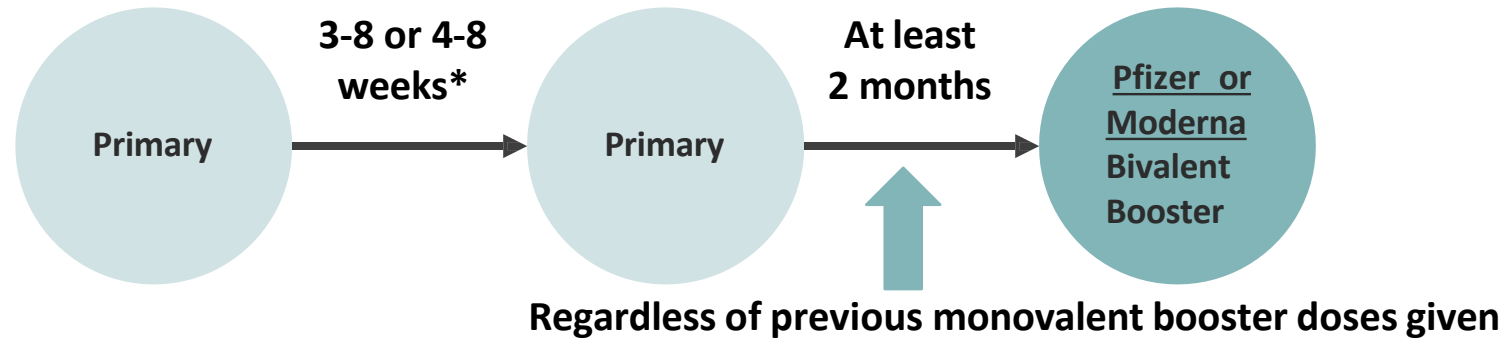 Primary
3-8 or 4-8
weeks*
Primary
At least
2 months
Pfizer or
Moderna
Bivalent
Booster
Regardless of previous monovalent booster doses given